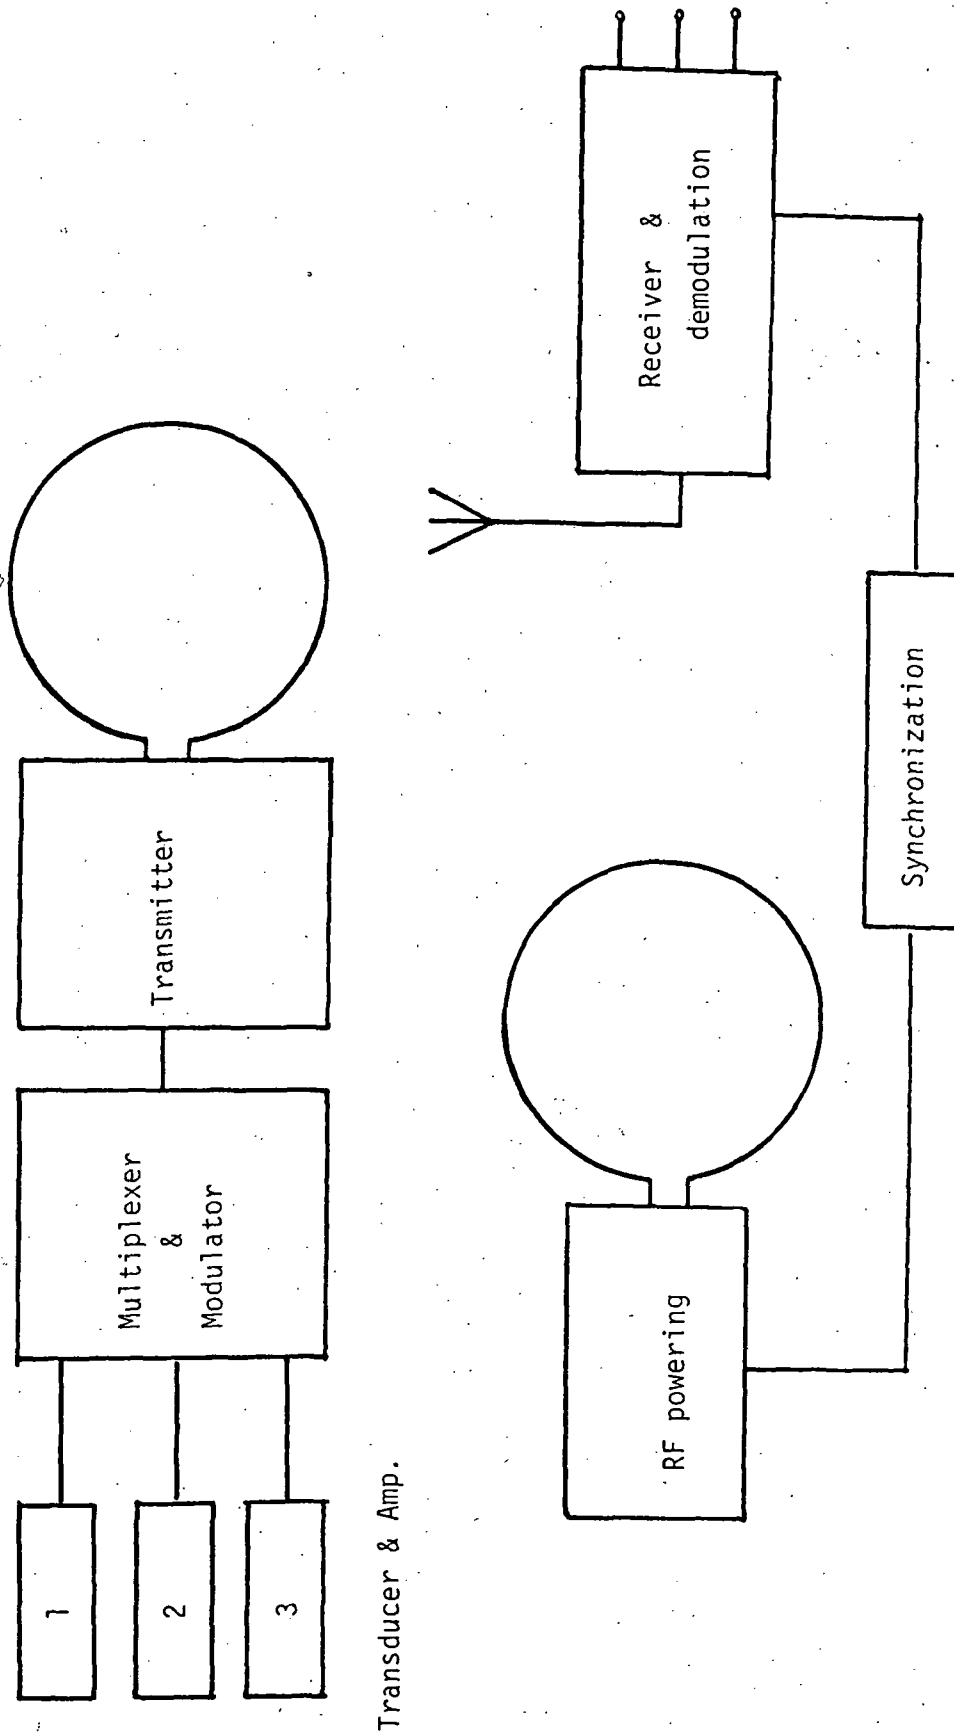 1
2
3
Transducer & Amp.
Multiplexer
&
Modulator
Transmitter
RF powering
Synchronization
Receiver &
demodulation